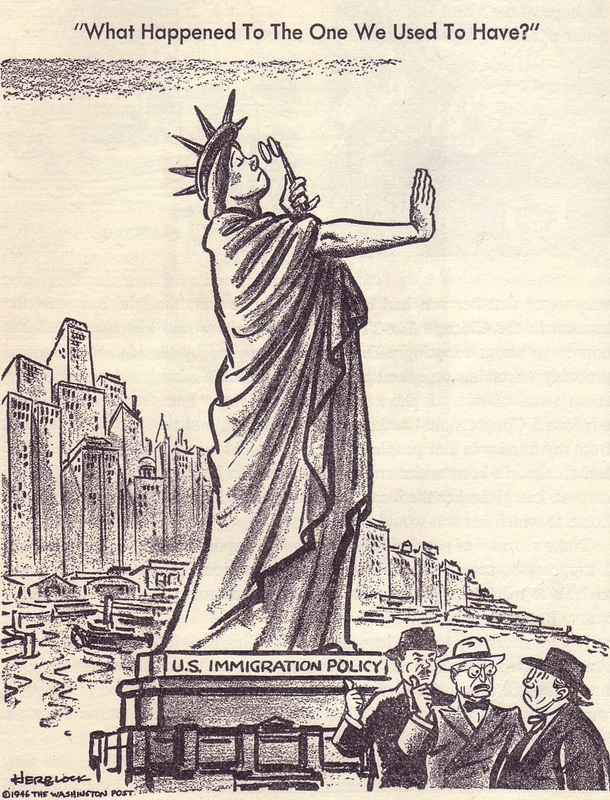 "What Happened To The One We Used To Have?"
U.S. IMMIGRATION POLICY
HERBLOCK
©1946 THE WASHINGTON POST